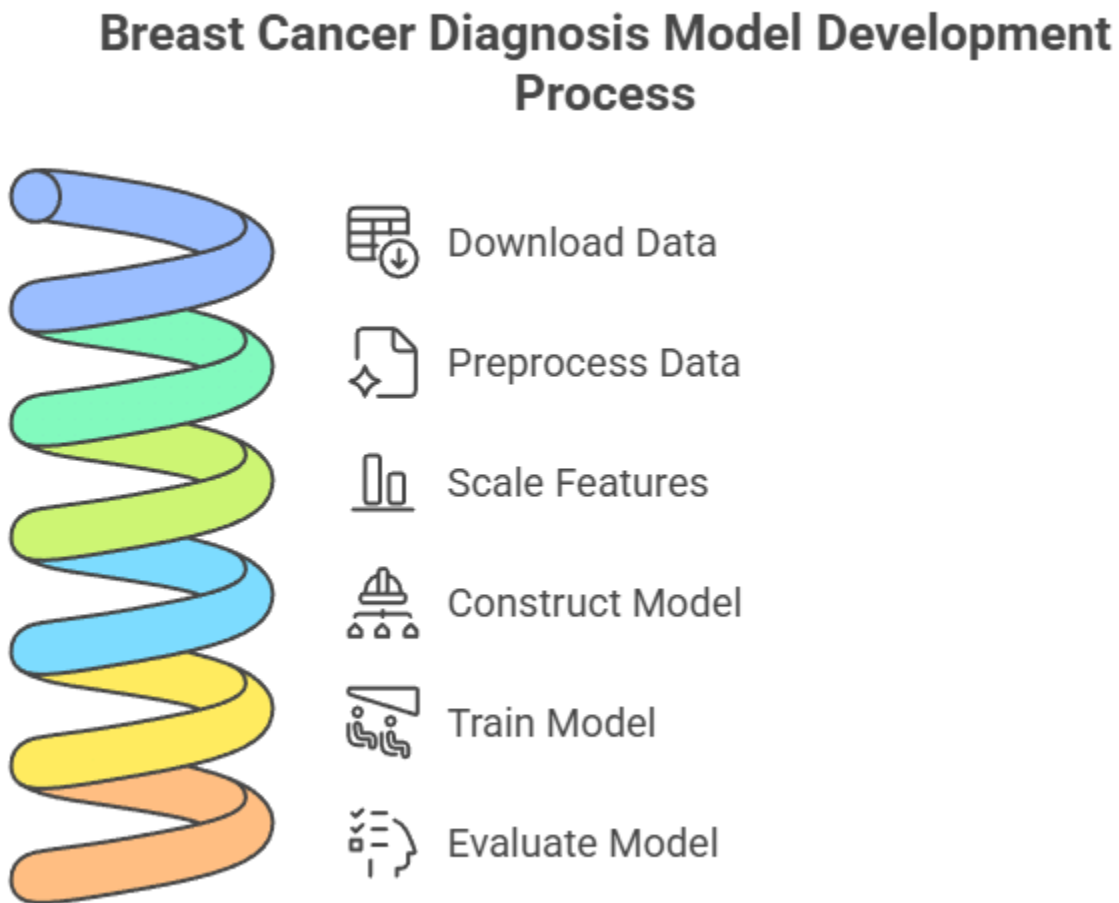 Breast Cancer Diagnosis Model Development
Process
Download Data
Preprocess Data
Scale Features
Construct Model
Train Model
Evaluate Model